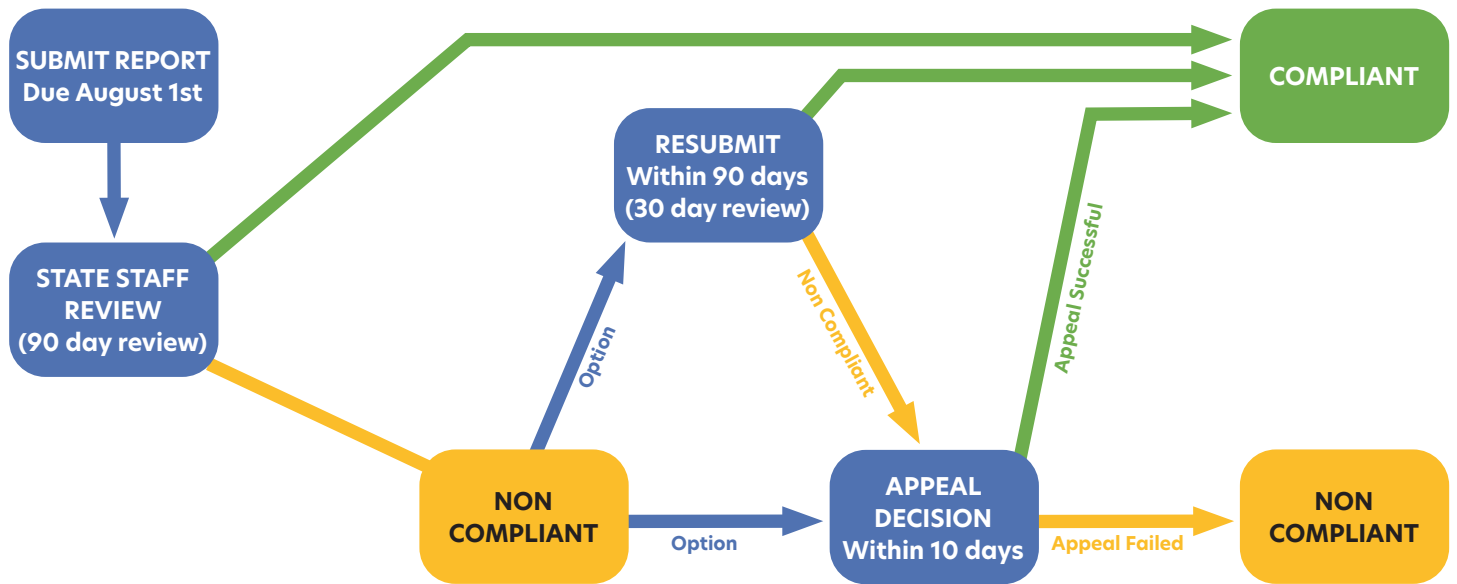 SUBMIT REPORT
Due August 1st
COMPLIANT
RESUBMIT
Within 90 days
(30 day review)
STATE STAFF
REVIEW
(90 day review)
Option
Non Compliant
Appeal Successful
NON
COMPLIANT
Option
APPEAL
DECISION
Within 10 days
Appeal Failed
NON
COMPLIANT